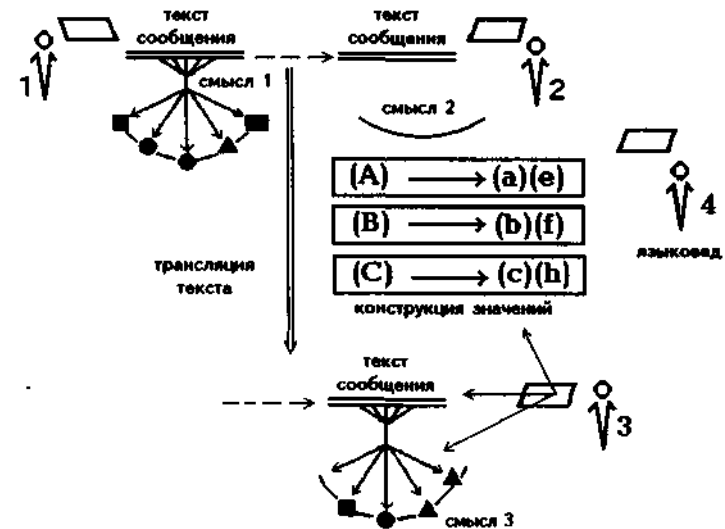 текст
сообщения
1
смысл 1
текст
сообщения
2
смысл 2
(A) (a)(e)
(B) (b)(f)
(C) (c)(h)
4
языковед
трансляция
текста
конструкция значений
текст
сообщения
3
смысл 3